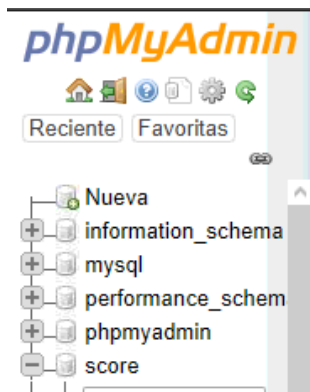 phpMyAdmin
Reciente Favoritas
Nueva
information_schema
mysql
performance_schem
phpmyadmin
score